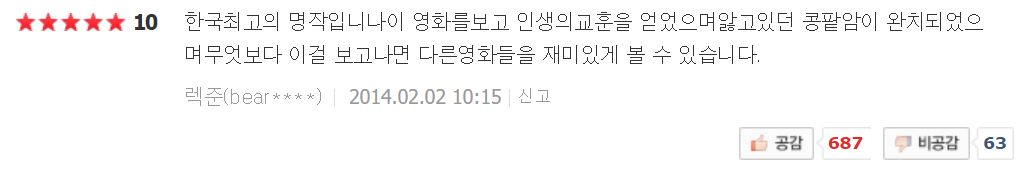 ★★★★★ 10 한국최고의 명작입니나이 영화를보고 인생의교훈을 얻었으며앓고있던 콩팥암이 완치되었으
며무엇보다 이걸 보고나면 다른영화들을 재미있게 볼 수 있습니다.
렉준(bear****) | 2014.02.02 10:15 | 신고
공감 687 비공감 63